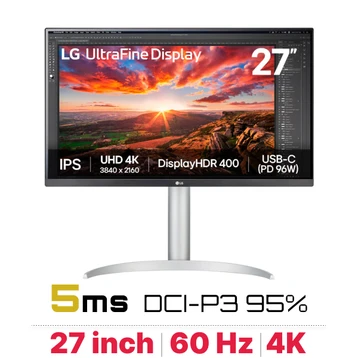 LG UltraFine Display 27"
IPS UHD 4K 3840 x 2160 DisplayHDR 400 USB-C (PD 96W)
LG
5ms DCI-P3 95%
27 inch | 60 Hz | 4K